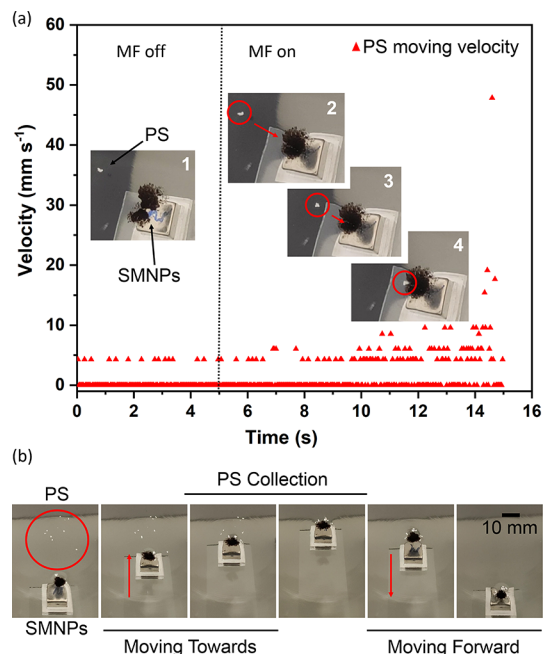 (a)
60
50
40
30
20
10
0
Velocity (mm s⁻¹)
MF off
MF on
PS moving velocity
PS
1
SMNPs
2
3
4
0 2 4 6 8 10 12 14 16
Time (s)
(b)
PS
PS Collection
10 mm
SMNPs
Moving Towards
Moving Forward